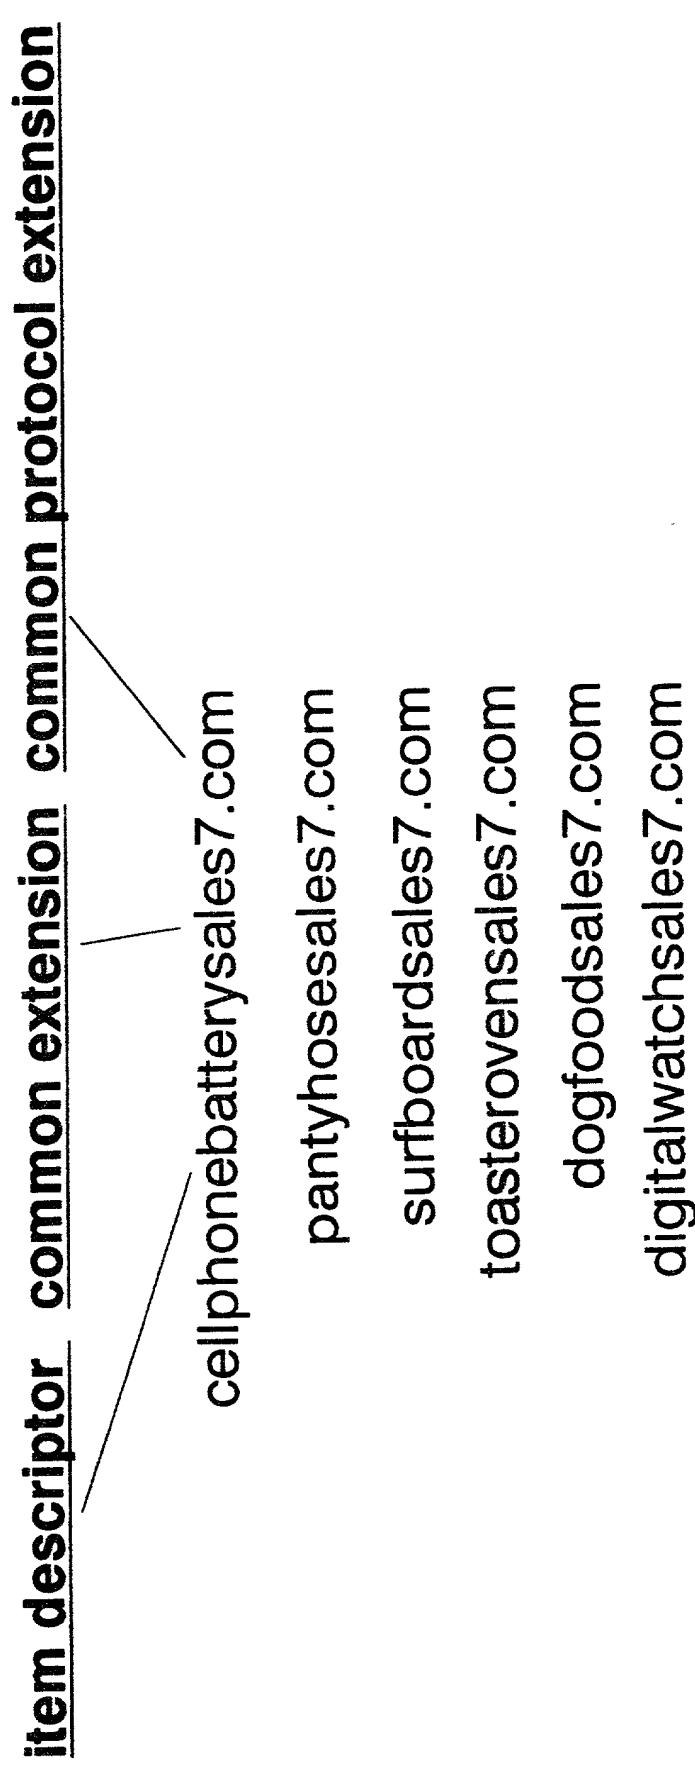 item descriptor common extension common protocol extension
cellphonebatterysales7.com
pantyhosesales7.com
surfboardsales7.com
toasterovensales7.com
dogfoodsales7.com
digitalwatchsales7.com